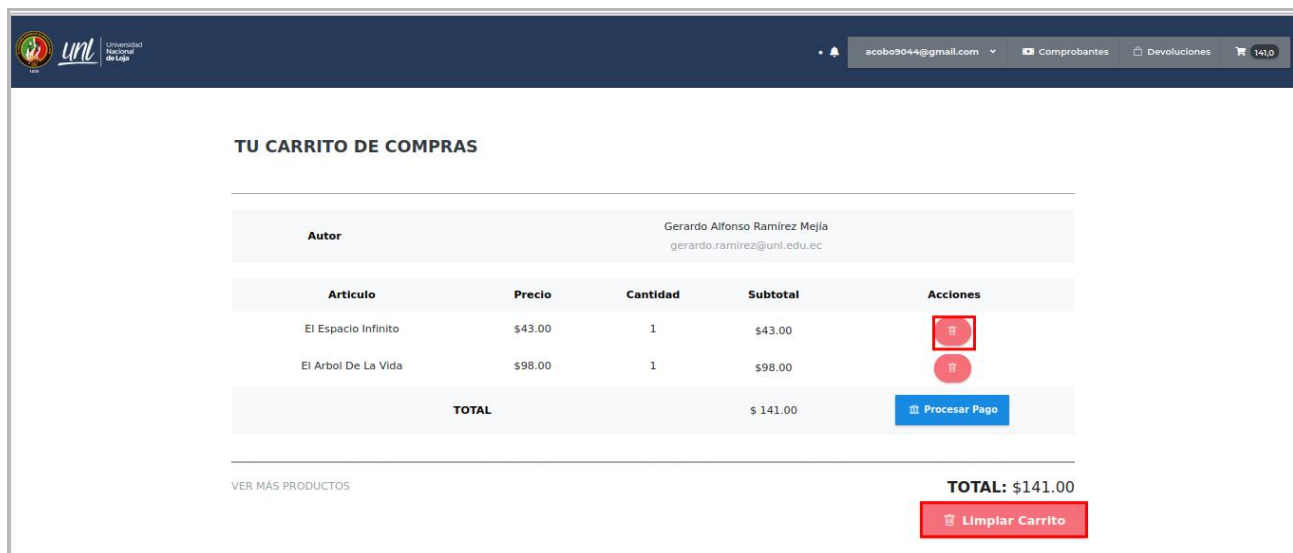 unl Universidad
Nacional
de Loja
acobo9044@gmail.com Comprobantes Devoluciones 141,0
TU CARRITO DE COMPRAS
Autor Gerardo Alfonso Ramírez Mejía
gerardo.ramirez@unl.edu.ec
Articulo Precio Cantidad Subtotal Acciones
El Espacio Infinito $43.00 1 $43.00
El Arbol De La Vida $98.00 1 $98.00
TOTAL $ 141.00 Procesar Pago
VER MÁS PRODUCTOS TOTAL: $141.00
Limpiar Carrito